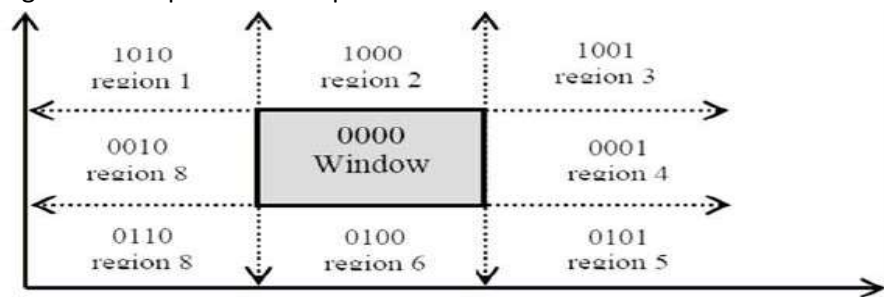 1010
region 1
1000
region 2
1001
region 3
0010
region 8
0000
Window
0001
region 4
0110
region 8
0100
region 6
0101
region 5